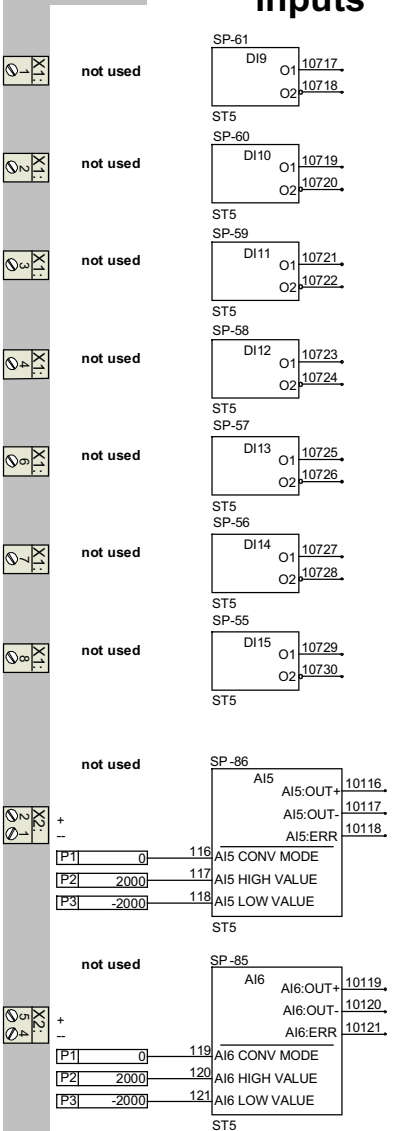 Inputs
SP-61
X1: 1 not used DI9 O1 10717
O2 10718
ST5
SP-60
X1: 2 not used DI10 O1 10719
O2 10720
ST5
SP-59
X1: 3 not used DI11 O1 10721
O2 10722
ST5
SP-58
X1: 4 not used DI12 O1 10723
O2 10724
ST5
SP-57
X1: 6 not used DI13 O1 10725
O2 10726
ST5
SP-56
X1: 7 not used DI14 O1 10727
O2 10728
ST5
SP-55
X1: 8 not used DI15 O1 10729
O2 10730
ST5
not used SP-86
AI5
AI5:OUT+ 10116
AI5:OUT- 10117
X2: 2 1 + -- AI5:ERR 10118
P1 0 116 AI5 CONV MODE
P2 2000 117 AI5 HIGH VALUE
P3 -2000 118 AI5 LOW VALUE
ST5
not used SP-85
AI6
AI6:OUT+ 10119
AI6:OUT- 10120
X2: 5 4 + -- AI6:ERR 10121
P1 0 119 AI6 CONV MODE
P2 2000 120 AI6 HIGH VALUE
P3 -2000 121 AI6 LOW VALUE
ST5